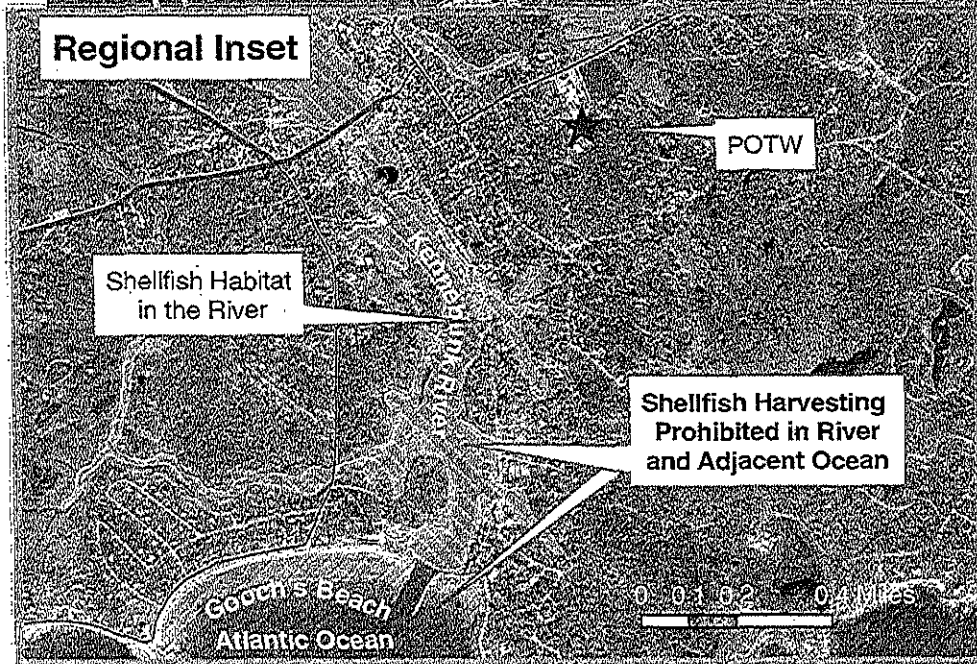 Regional Inset
POTW
Kennebunk River
Shellfish Habitat
in the River
Shellfish Harvesting
Prohibited in River
and Adjacent Ocean
0 0.1 0.2 0.4 Miles
Gooch's Beach
Atlantic Ocean